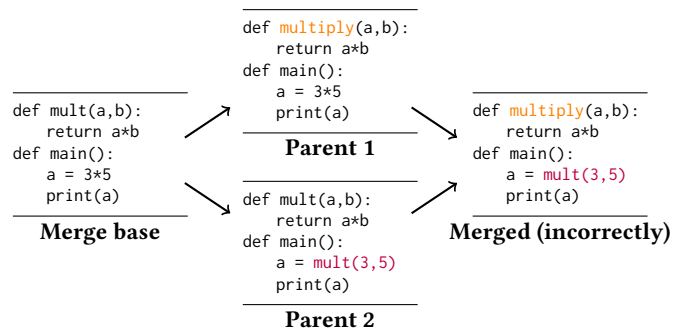 def mult(a,b):
    return a*b
def main():
    a = 3*5
    print(a)
Merge base
def multiply(a,b):
    return a*b
def main():
    a = 3*5
    print(a)
Parent 1
def mult(a,b):
    return a*b
def main():
    a = mult(3,5)
    print(a)
Parent 2
def multiply(a,b):
    return a*b
def main():
    a = mult(3,5)
    print(a)
Merged (incorrectly)